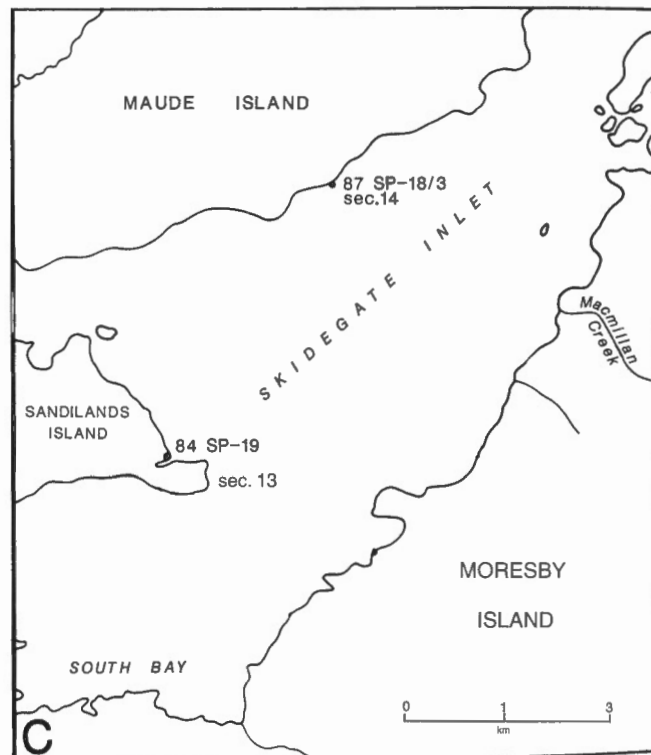 MAUDE ISLAND
87 SP-18/3
sec.14
SKIDEGATE INLET
Macmillan
Creek
SANDILANDS
ISLAND
84 SP-19
sec. 13
MORESBY
ISLAND
SOUTH BAY
0 1 3
km
C